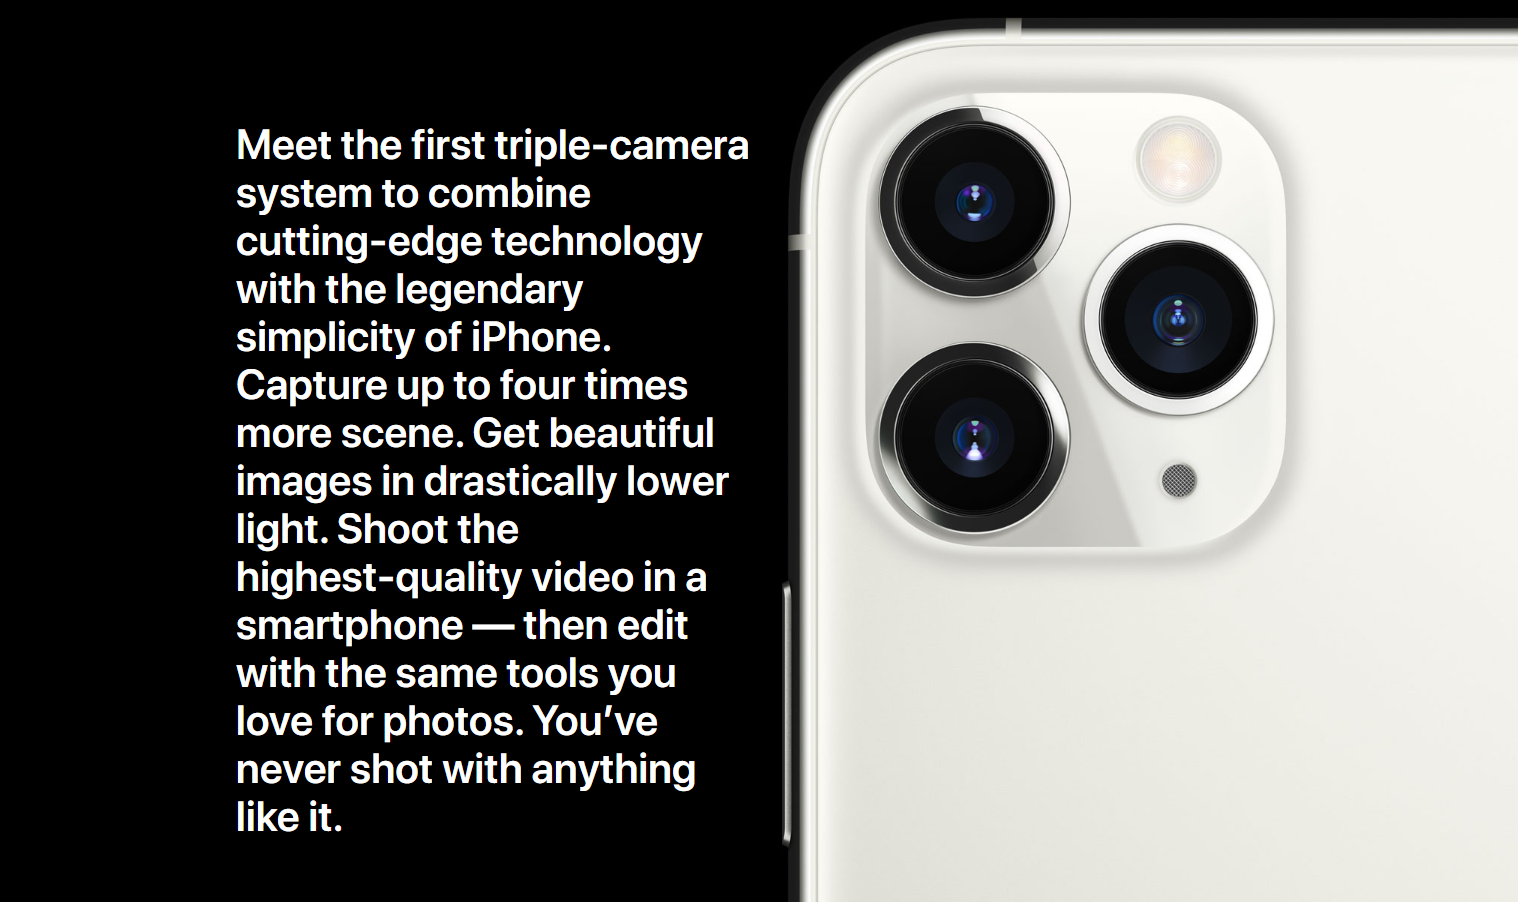 Meet the first triple-camera
system to combine
cutting-edge technology
with the legendary
simplicity of iPhone.
Capture up to four times
more scene. Get beautiful
images in drastically lower
light. Shoot the
highest-quality video in a
smartphone — then edit
with the same tools you
love for photos. You’ve
never shot with anything
like it.